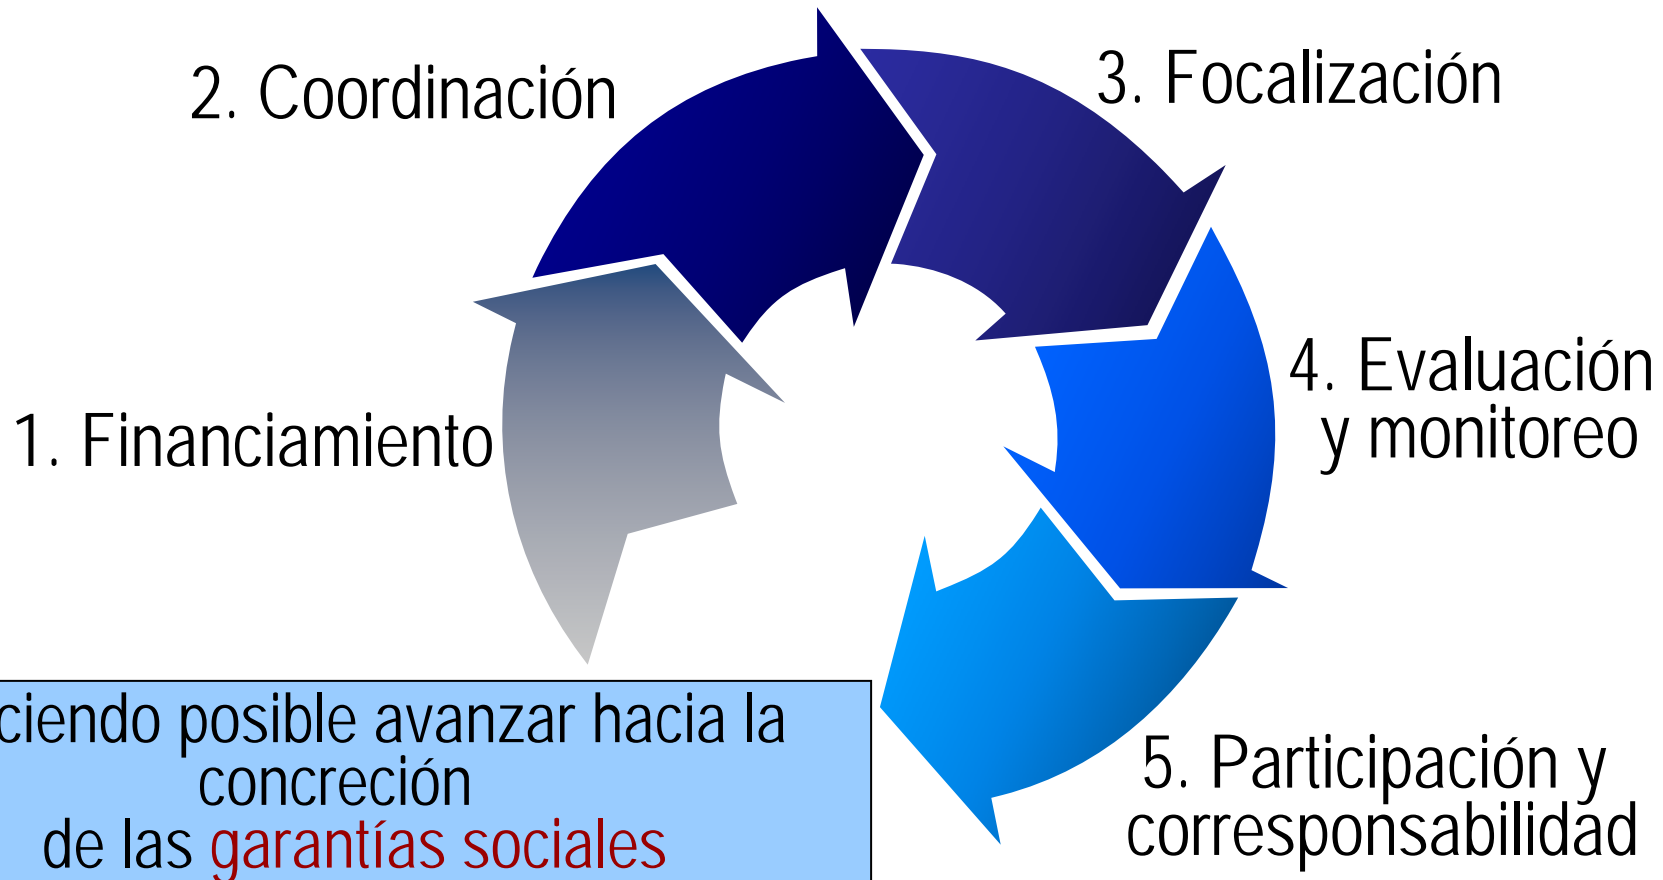 2. Coordinación
3. Focalización
4. Evaluación
y monitoreo
1. Financiamiento
ciendo posible avanzar hacia la
concreción
de las garantías sociales
5. Participación y
corresponsabilidad